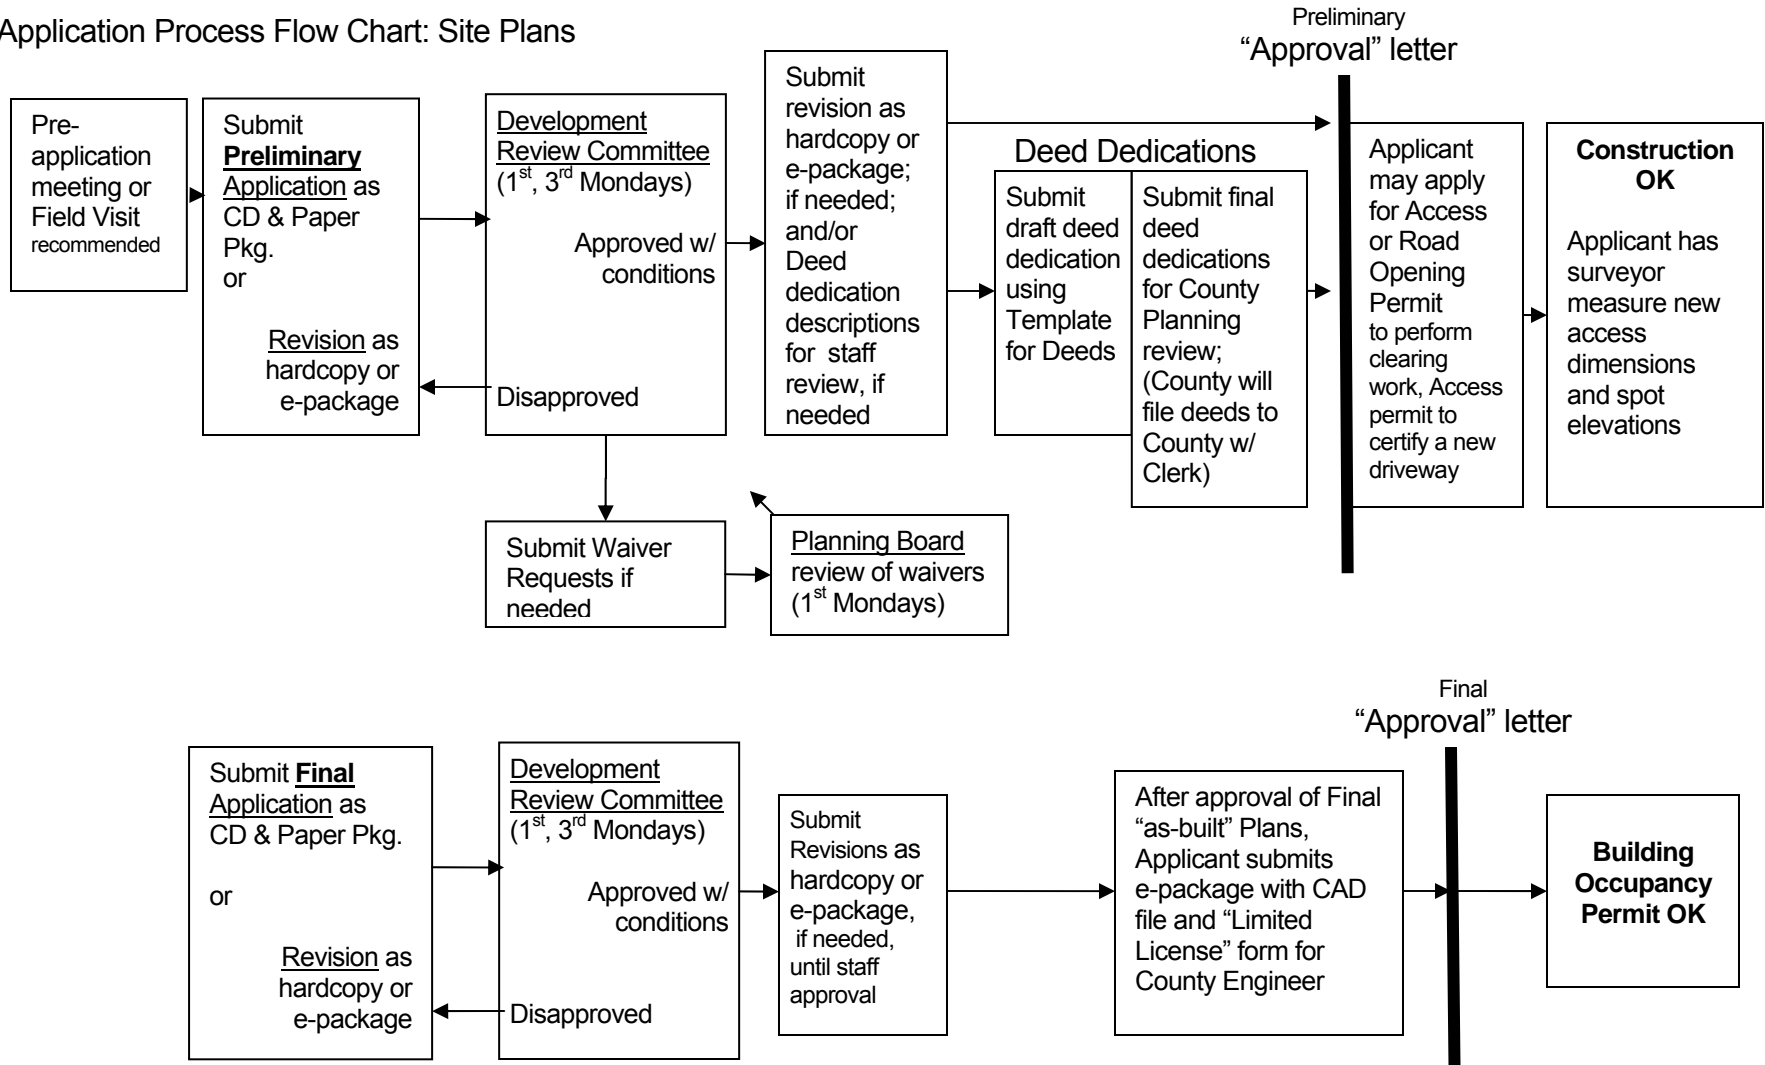 Application Process Flow Chart: Site Plans
Preliminary
“Approval” letter
Pre-
application
meeting or
Field Visit
recommended
Submit
Preliminary
Application as
CD & Paper
Pkg.
or
Revision as
hardcopy or
e-package
Development
Review Committee
(1st, 3rd Mondays)
Approved w/
conditions
Disapproved
Submit
revision as
hardcopy or
e-package;
if needed;
and/or
Deed
dedication
descriptions
for staff
review, if
needed
Deed Dedications
Submit
draft deed
dedication
using
Template
for Deeds
Submit final
deed
dedications
for County
Planning
review;
(County will
file deeds to
County w/
Clerk)
Applicant
may apply
for Access
or Road
Opening
Permit
to perform
clearing
work, Access
permit to
certify a new
driveway
Construction
OK
Applicant has
surveyor
measure new
access
dimensions
and spot
elevations
Submit Waiver
Requests if
needed
Planning Board
review of waivers
(1st Mondays)
Final
“Approval” letter
Submit Final
Application as
CD & Paper Pkg.
or
Revision as
hardcopy or
e-package
Development
Review Committee
(1st, 3rd Mondays)
Approved w/
conditions
Disapproved
Submit
Revisions as
hardcopy or
e-package,
if needed,
until staff
approval
After approval of Final
“as-built” Plans,
Applicant submits
e-package with CAD
file and “Limited
License” form for
County Engineer
Building
Occupancy
Permit OK